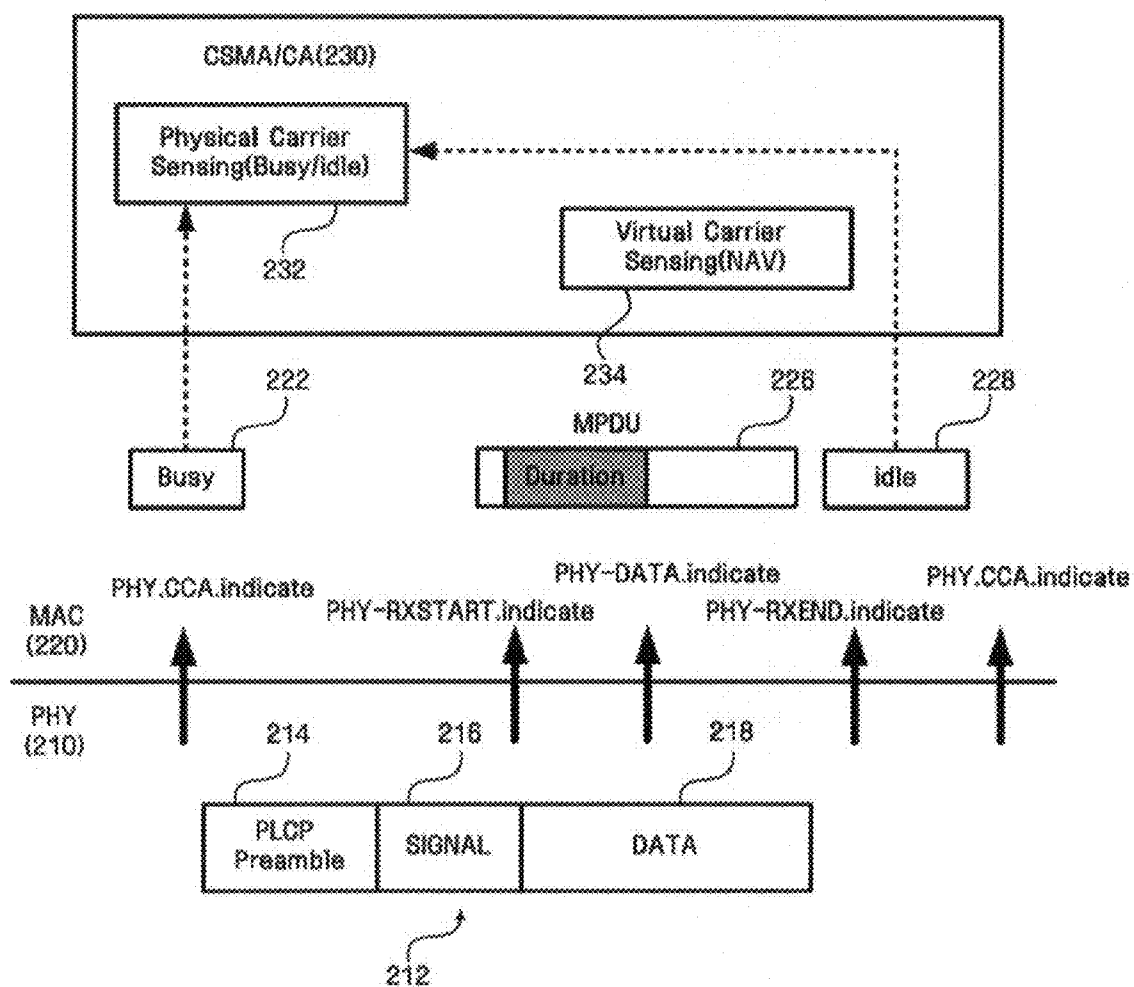 CSMA/CA(230)
Physical Carrier
Sensing(Busy/idle)
232
Virtual Carrier
Sensing(NAV)
234
222
226
228
MPDU
Busy
Duration
idle
PHY.CCA.indicate
PHY-RXSTART.indicate
PHY-DATA.indicate
PHY-RXEND.indicate
PHY.CCA.indicate
MAC
(220)
PHY
(210)
214
216
218
PLCP
Preamble
SIGNAL
DATA
212